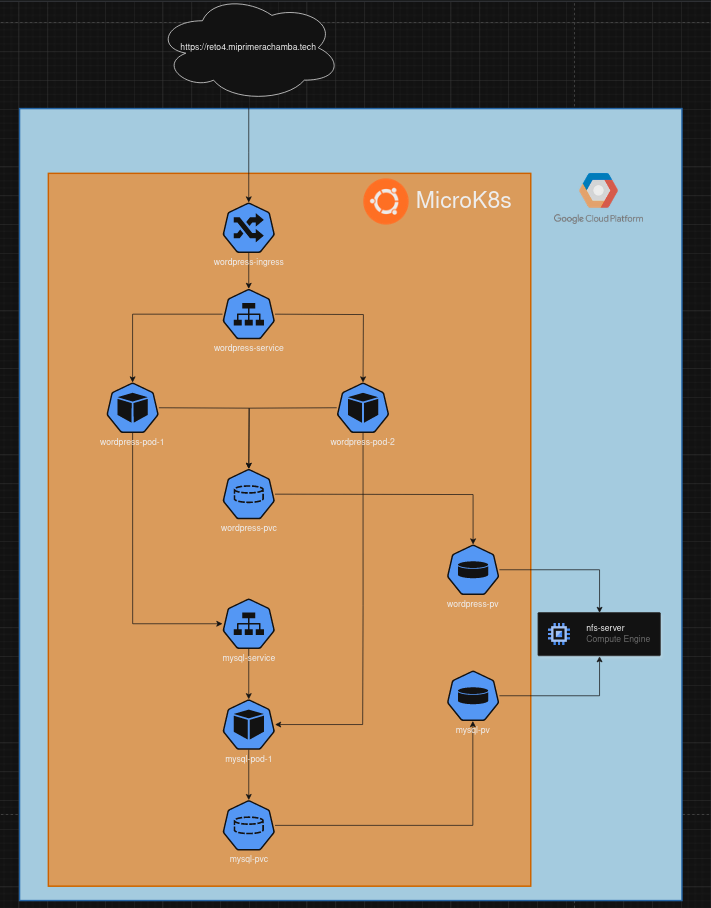 https://reto4.miprimerachamba.tech
MicroK8s
Google Cloud Platform
wordpress-ingress
wordpress-service
wordpress-pod-1
wordpress-pod-2
wordpress-pvc
wordpress-pv
nfs-server
Compute Engine
mysql-service
mysql-pv
mysql-pod-1
mysql-pvc